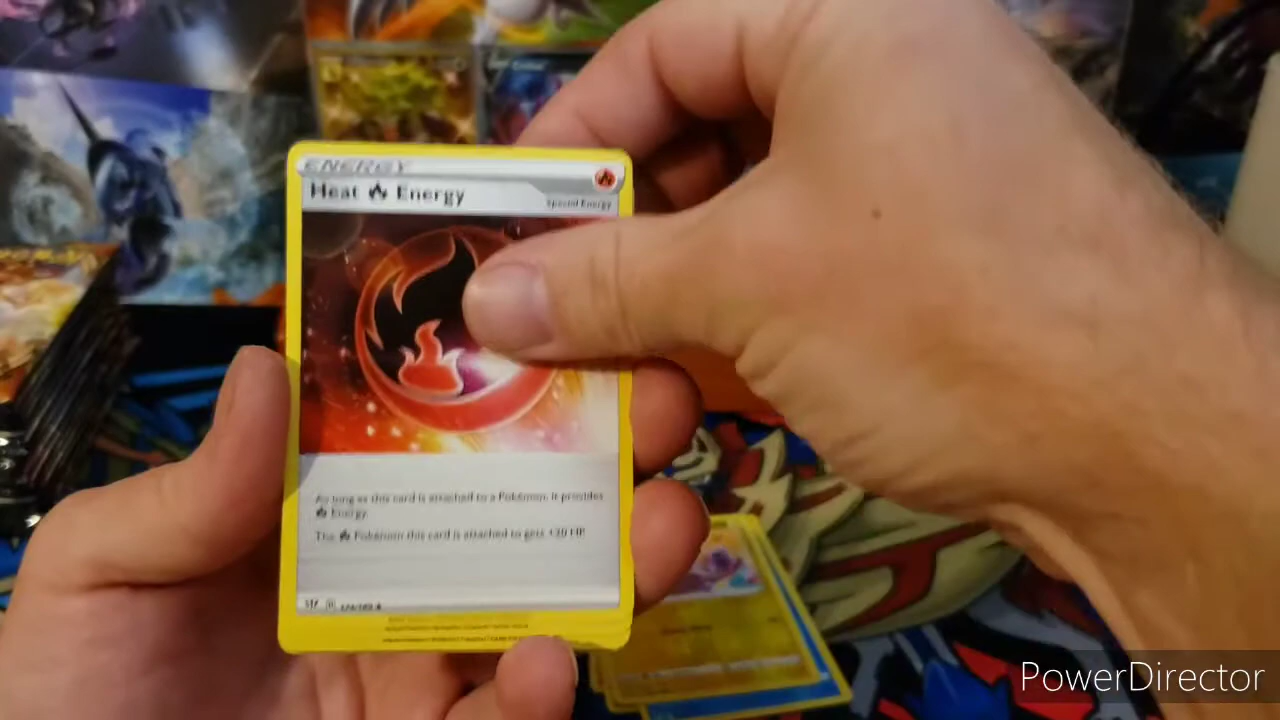 ENERGY
Heat Energy
Special Energy
As long as this card is attached to a Pokémon, it provides
Energy.
The Pokémon this card is attached to gets +20 HP.
PowerDirector